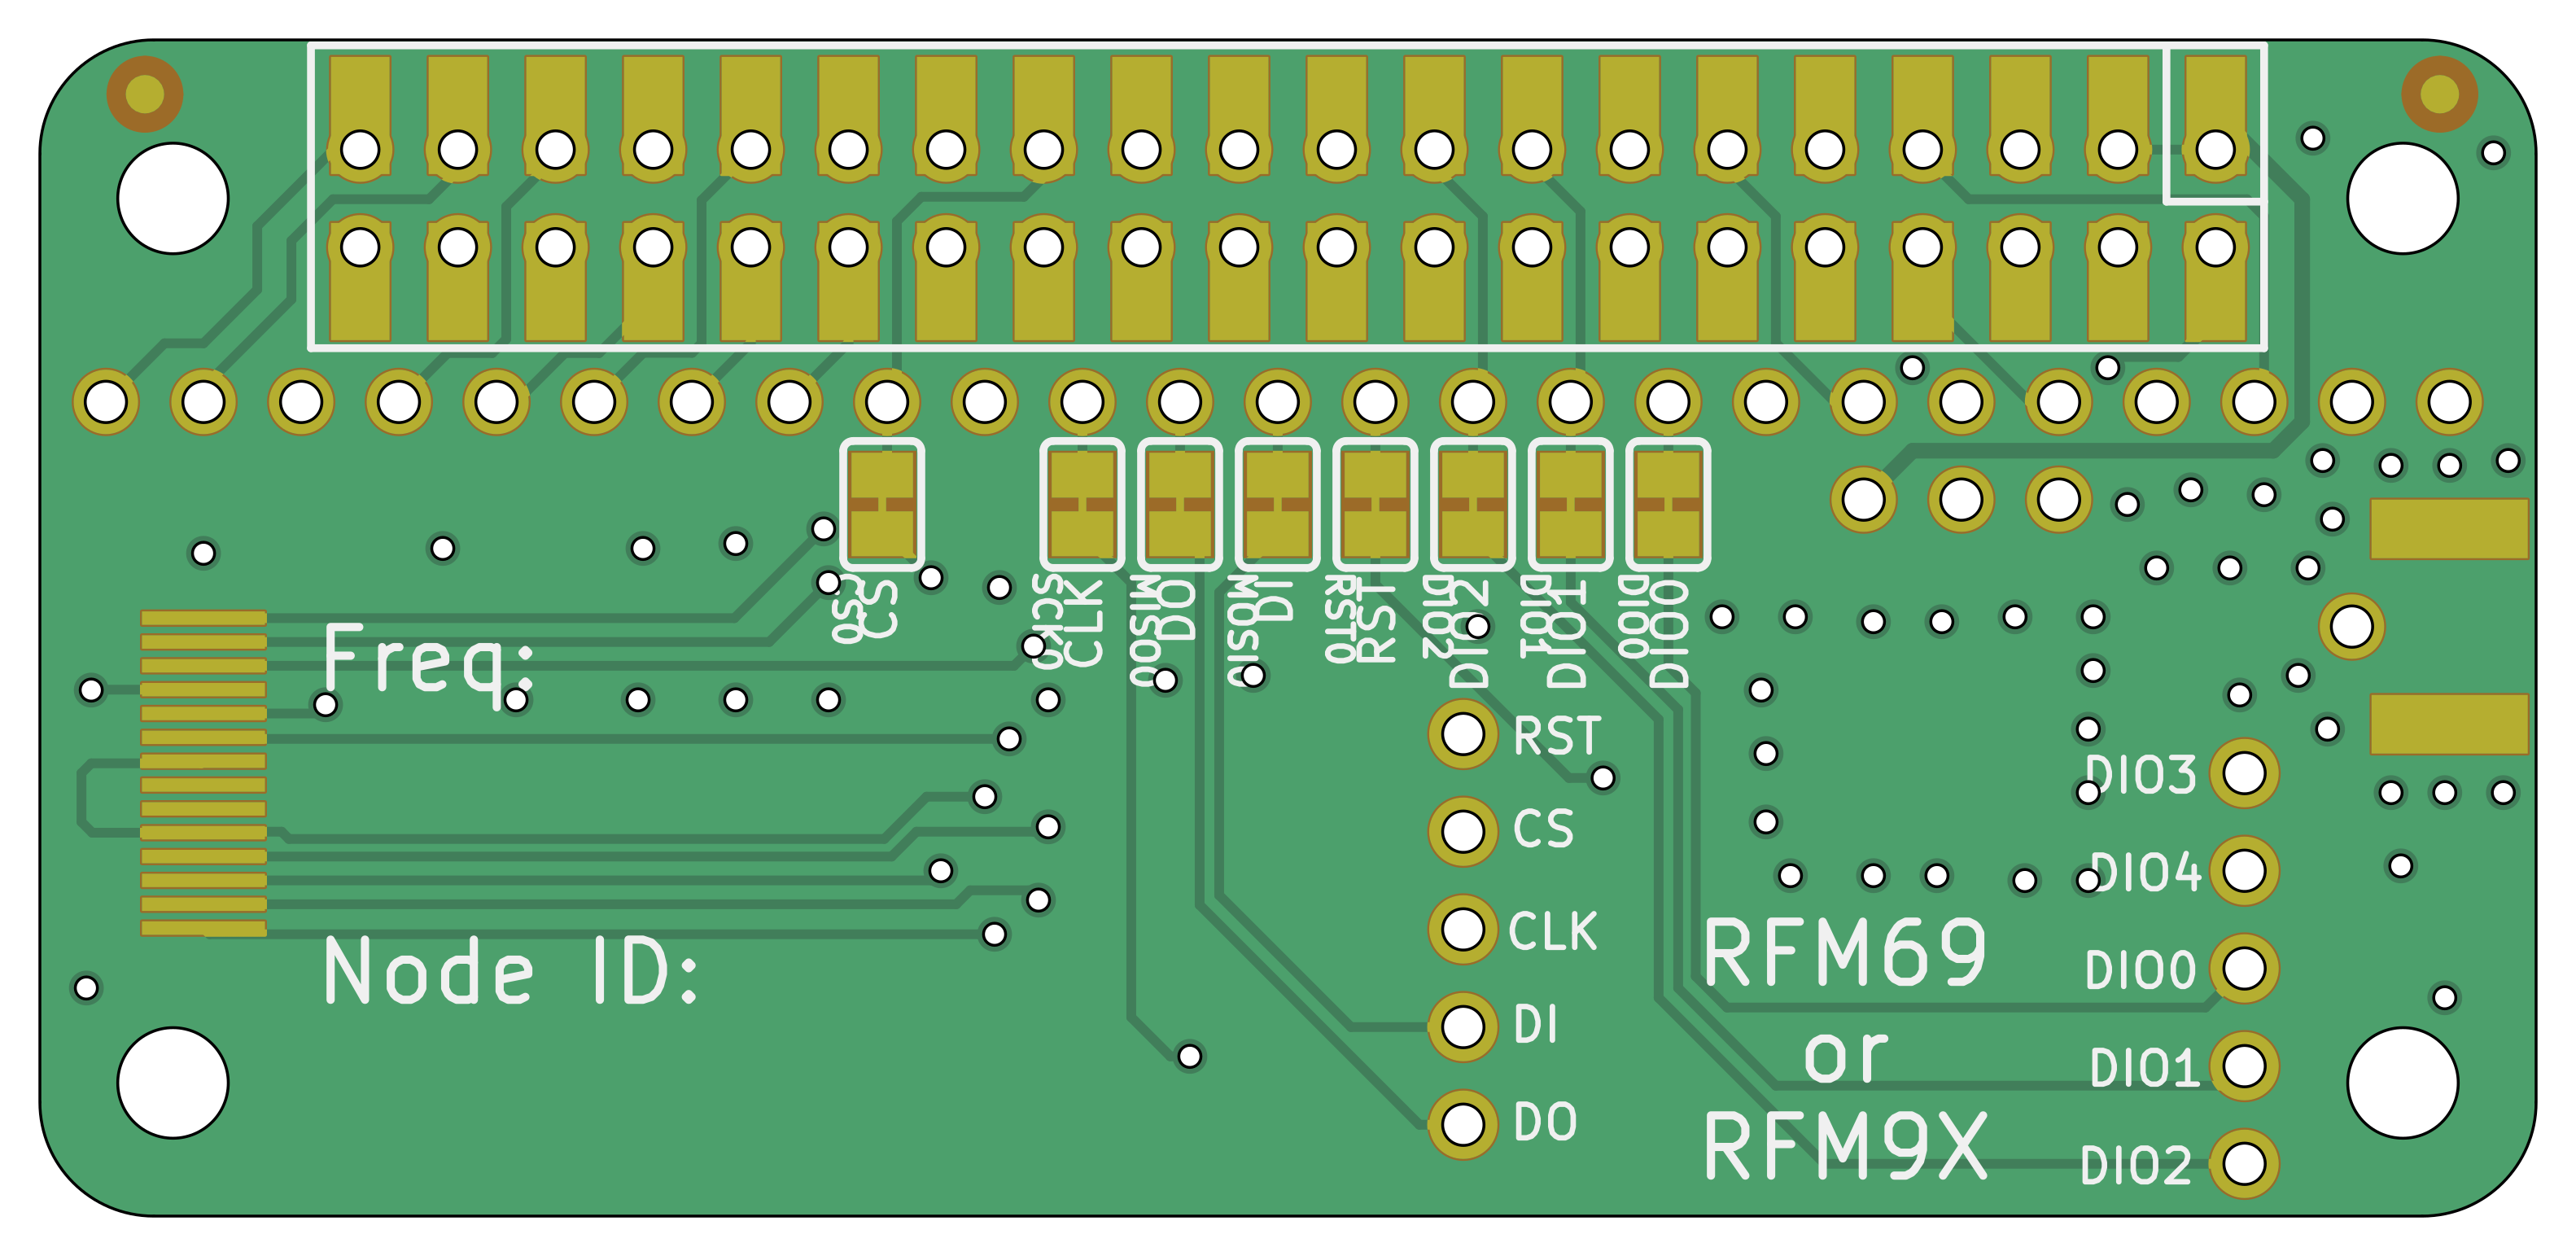 CS0
CS
SCK0
CLK
MISO0
DO
MOSI0
DI
RST0
RST
DIO2
DIO2
DIO1
DIO1
DIO0
DIO0
Freq:
Node ID:
RST
CS
CLK
DI
DO
DIO3
DIO4
DIO0
DIO1
DIO2
RFM69
or
RFM9X